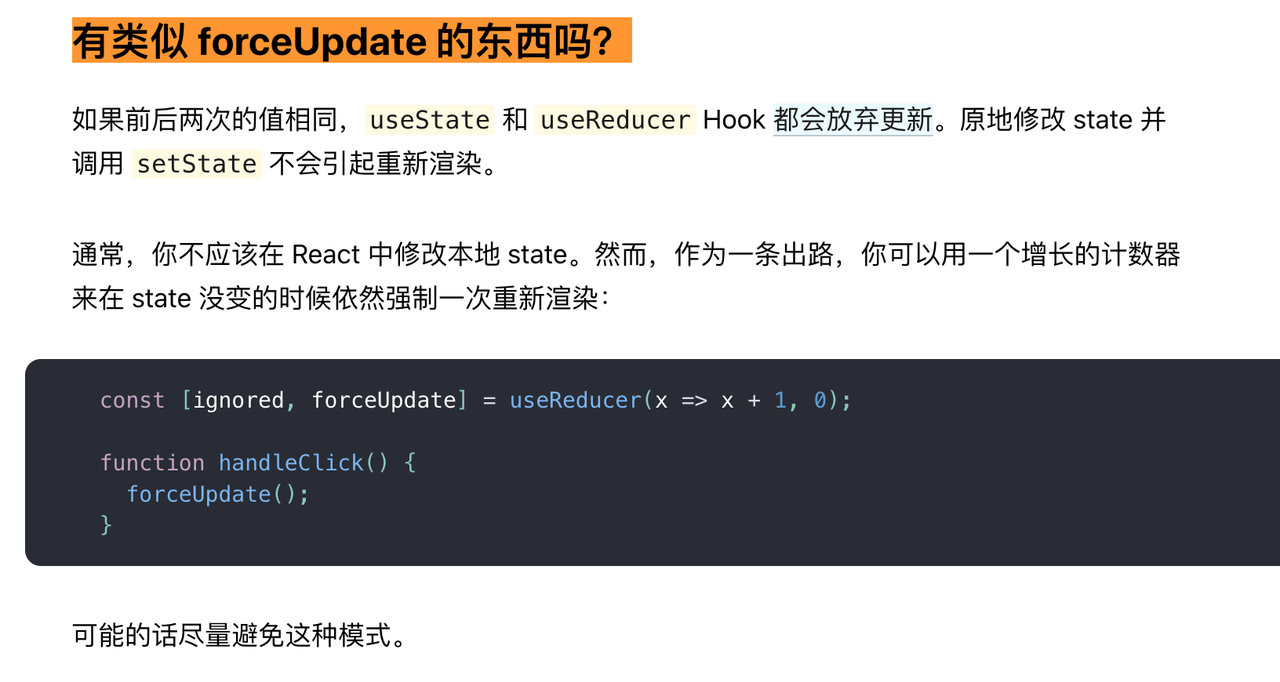 有类似 forceUpdate 的东西吗？
如果前后两次的值相同，useState 和 useReducer Hook 都会放弃更新。原地修改 state 并
调用 setState 不会引起重新渲染。
通常，你不应该在 React 中修改本地 state。然而，作为一条出路，你可以用一个增长的计数器
来在 state 没变的时候依然强制一次重新渲染：
const [ignored, forceUpdate] = useReducer(x => x + 1, 0);
function handleClick() {
  forceUpdate();
}
可能的话尽量避免这种模式。